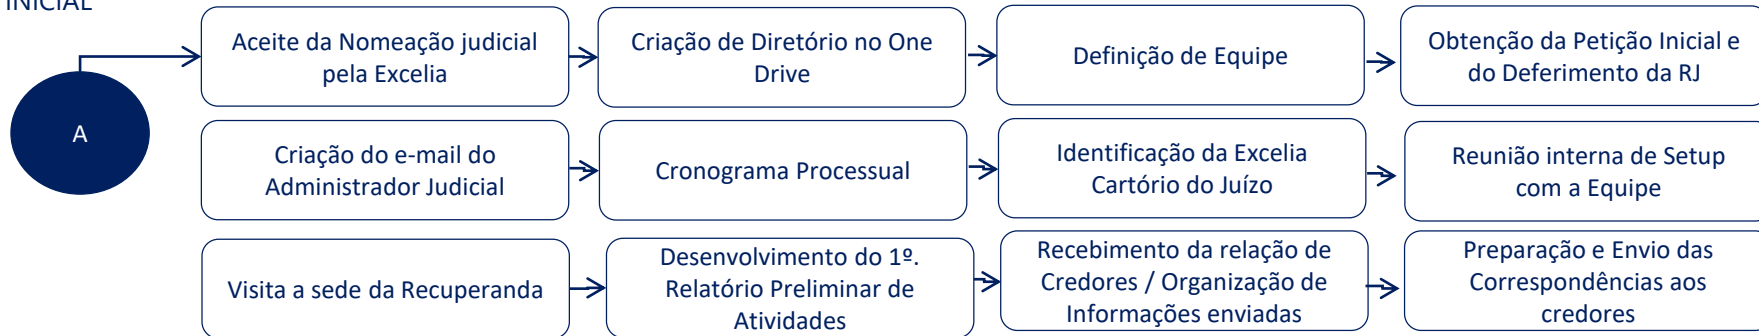 INICIAL
A
Aceite da Nomeação judicial
pela Excelia
Criação de Diretório no One
Drive
Definição de Equipe
Obtenção da Petição Inicial e
do Deferimento da RJ
Criação do e-mail do
Administrador Judicial
Cronograma Processual
Identificação da Excelia
Cartório do Juízo
Reunião interna de Setup
com a Equipe
Visita a sede da Recuperanda
Desenvolvimento do 1º.
Relatório Preliminar de
Atividades
Recebimento da relação de
Credores / Organização de
Informações enviadas
Preparação e Envio das
Correspondências aos
credores